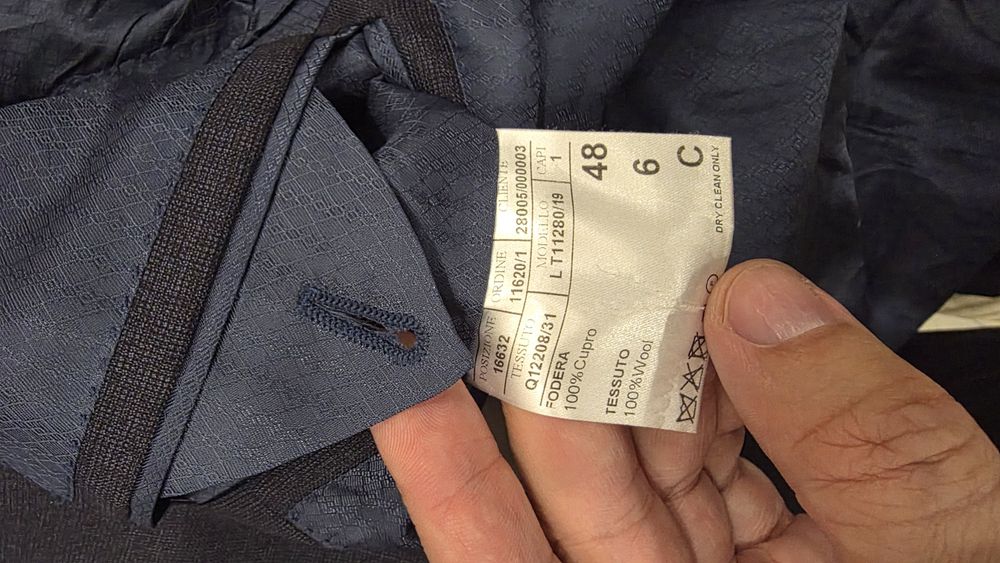 POSIZIONE ORDINE CLIENTE
16632 11620/1 28005/000003
TESSUTO MODELLO CAPI
Q12208/31 L T11280/19 1
FODERA
100%Cupro
48
TESSUTO
100%Wool
6
C
DRY CLEAN ONLY